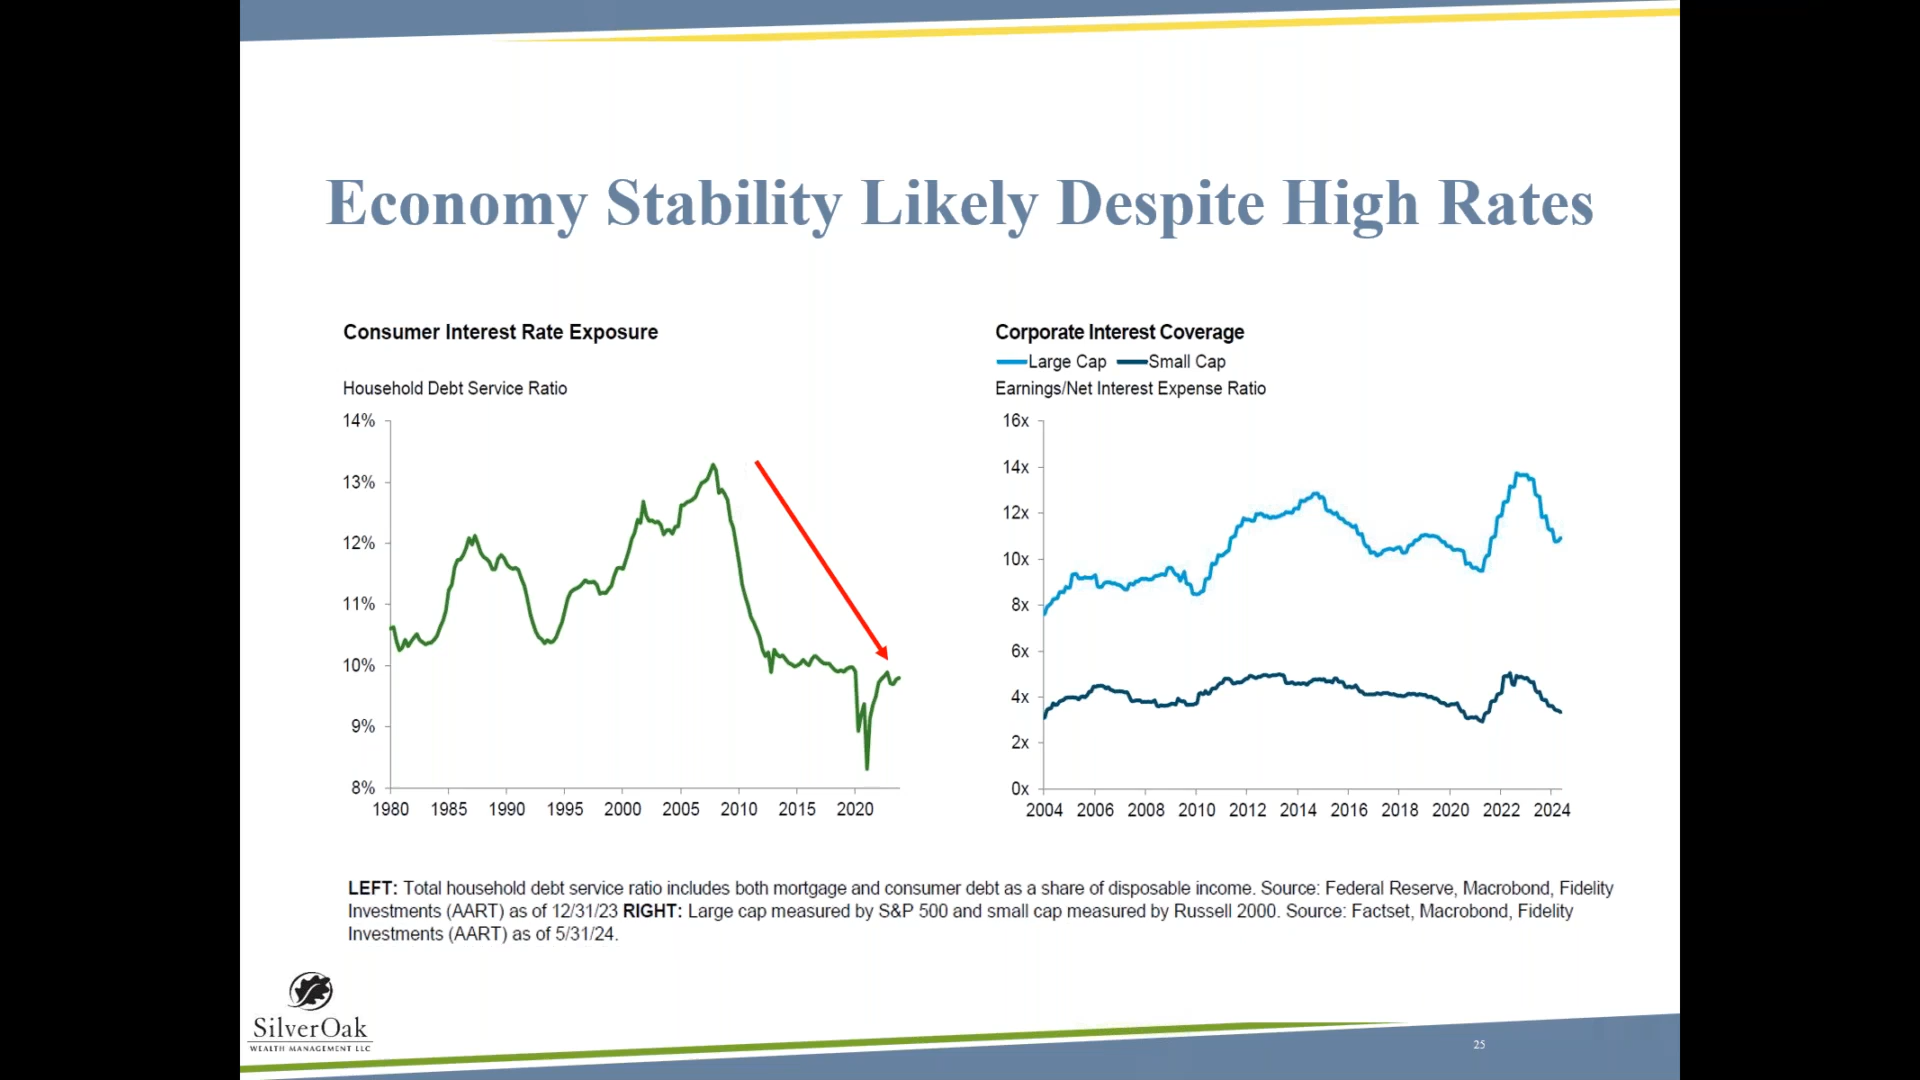 Economy Stability Likely Despite High Rates
Consumer Interest Rate Exposure
Household Debt Service Ratio
14%
13%
12%
11%
10%
9%
8%
1980 1985 1990 1995 2000 2005 2010 2015 2020
Corporate Interest Coverage
Large Cap Small Cap
Earnings/Net Interest Expense Ratio
16x
14x
12x
10x
8x
6x
4x
2x
0x
2004 2006 2008 2010 2012 2014 2016 2018 2020 2022 2024
LEFT: Total household debt service ratio includes both mortgage and consumer debt as a share of disposable income. Source: Federal Reserve, Macrobond, Fidelity
Investments (AART) as of 12/31/23 RIGHT: Large cap measured by S&P 500 and small cap measured by Russell 2000. Source: Factset, Macrobond, Fidelity
Investments (AART) as of 5/31/24.
SilverOak
WEALTH MANAGEMENT LLC
25